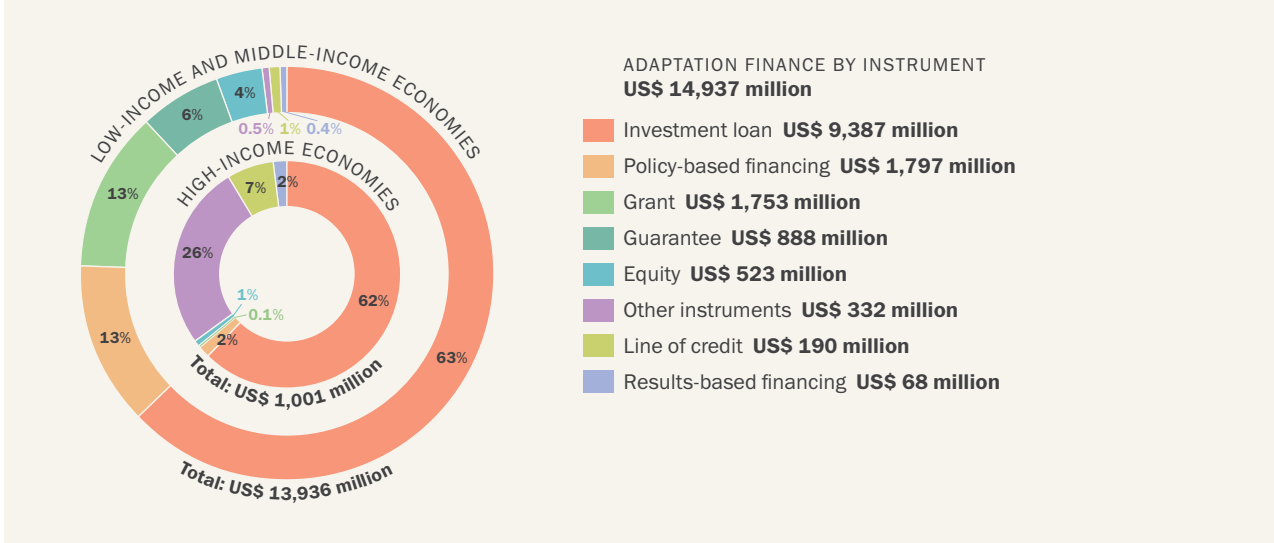 LOW-INCOME AND MIDDLE-INCOME ECONOMIES
63%
13%
13%
6%
4%
0.5%
1%
0.4%
Total: US$ 13,936 million
HIGH-INCOME ECONOMIES
62%
2%
0.1%
1%
26%
7%
2%
Total: US$ 1,001 million
ADAPTATION FINANCE BY INSTRUMENT
US$ 14,937 million
Investment loan US$ 9,387 million
Policy-based financing US$ 1,797 million
Grant US$ 1,753 million
Guarantee US$ 888 million
Equity US$ 523 million
Other instruments US$ 332 million
Line of credit US$ 190 million
Results-based financing US$ 68 million